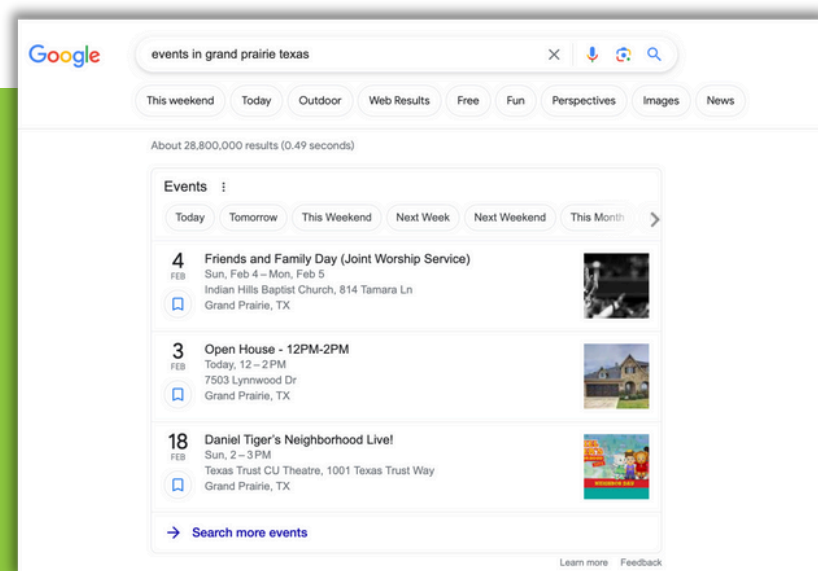 Google
events in grand prairie texas
This weekend Today Outdoor Web Results Free Fun Perspectives Images News
About 28,800,000 results (0.49 seconds)
Events
Today Tomorrow This Weekend Next Week Next Weekend This Month
4
FEB
Friends and Family Day (Joint Worship Service)
Sun, Feb 4 – Mon, Feb 5
Indian Hills Baptist Church, 814 Tamara Ln
Grand Prairie, TX
3
FEB
Open House - 12PM-2PM
Today, 12 – 2 PM
7503 Lynnwood Dr
Grand Prairie, TX
18
FEB
Daniel Tiger's Neighborhood Live!
Sun, 2 – 3 PM
Texas Trust CU Theatre, 1001 Texas Trust Way
Grand Prairie, TX
Search more events
Learn more Feedback